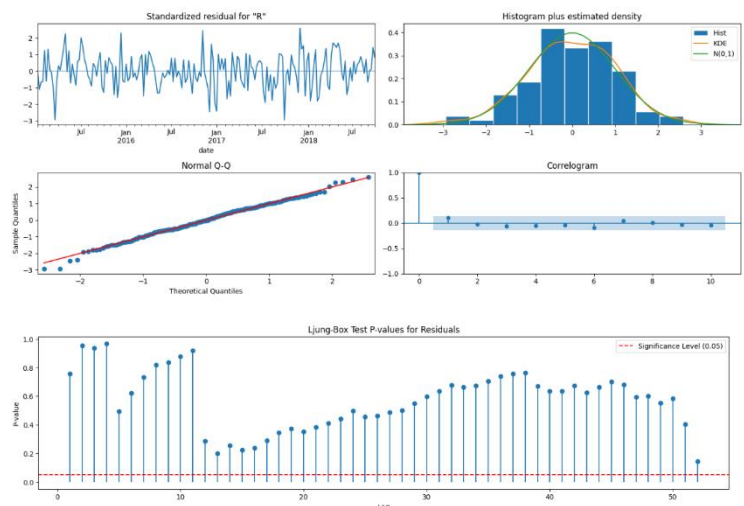 Standardized residual for "R"
2
1
0
−1
−2
−3
Jul
Jan
2016
Jul
Jan
2017
Jul
Jan
2018
Jul
date
Histogram plus estimated density
Hist
KDE
N(0,1)
0.4
0.3
0.2
0.1
0.0
−3
−2
−1
0
1
2
3
Normal Q-Q
Sample Quantiles
2
1
0
−1
−2
−3
−2
−1
0
1
2
Theoretical Quantiles
Correlogram
1.0
0.5
0.0
−0.5
−1.0
0
2
4
6
8
10
Ljung-Box Test P-values for Residuals
Significance Level (0.05)
P-value
1.0
0.8
0.6
0.4
0.2
0.0
0
10
20
30
40
50